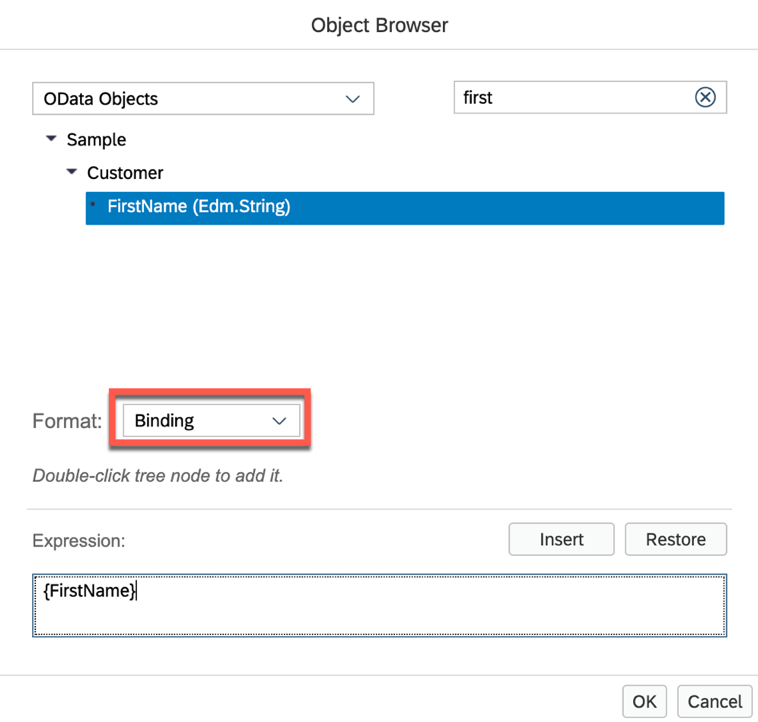 Object Browser
OData Objects
first
Sample
Customer
FirstName (Edm.String)
Format:
Binding
Double-click tree node to add it.
Expression:
Insert
Restore
{FirstName}
OK
Cancel